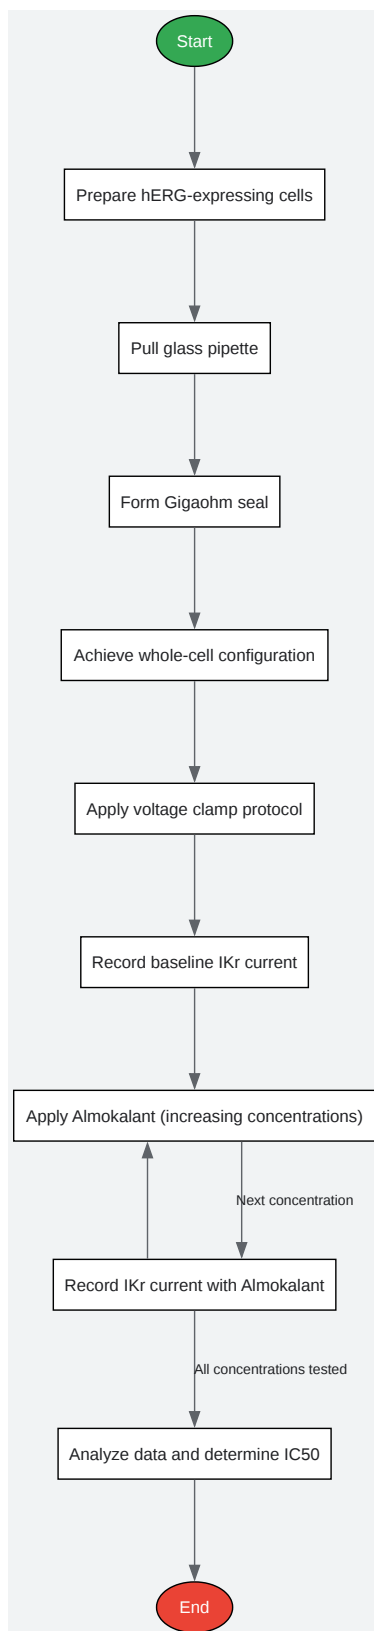 Start
Prepare hERG-expressing cells
Pull glass pipette
Form Gigaohm seal
Achieve whole-cell configuration
Apply voltage clamp protocol
Record baseline IKr current
Apply Almokalant (increasing concentrations)
Next concentration
Record IKr current with Almokalant
All concentrations tested
Analyze data and determine IC50
End